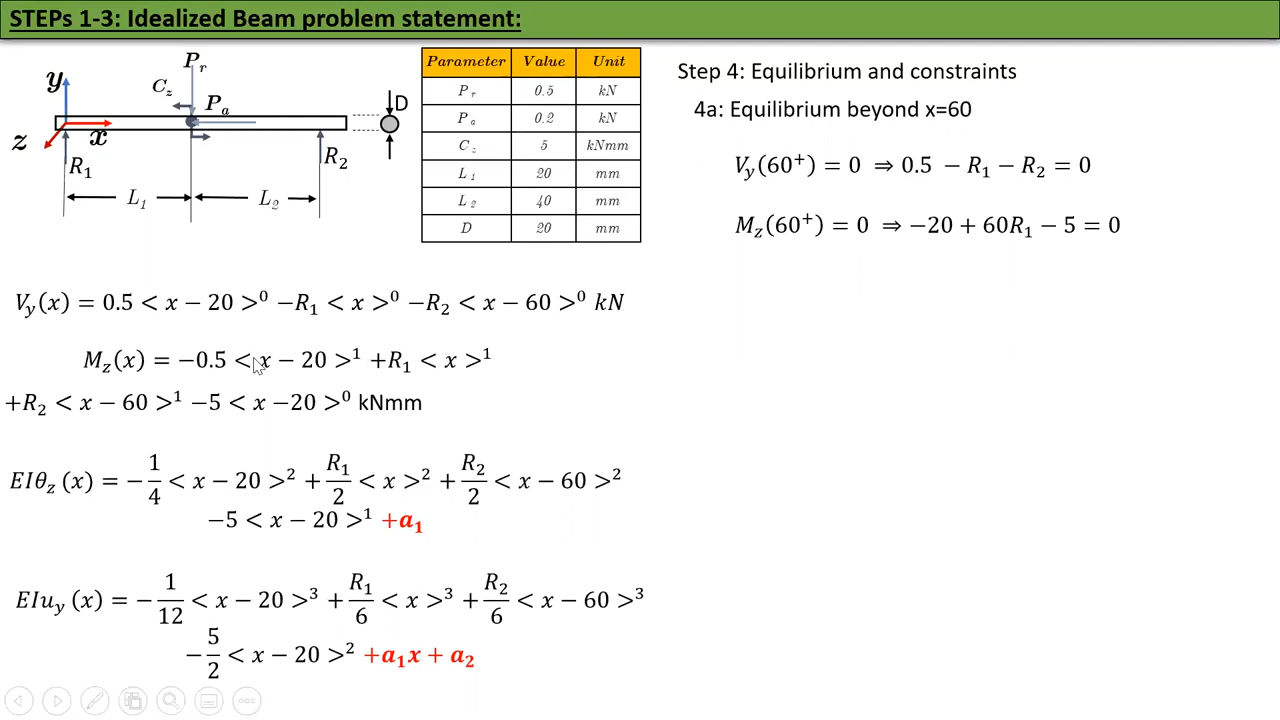 STEPs 1-3: Idealized Beam problem statement:
y
P_r
C_z
P_a
D
z
x
R_1
R_2
L_1
L_2
Parameter Value Unit
P_r 0.5 kN
P_a 0.2 kN
C_z 5 kNmm
L_1 20 mm
L_2 40 mm
D 20 mm
V_y(x) = 0.5 < x − 20 >^0 −R_1 < x >^0 −R_2 < x − 60 >^0 kN
M_z(x) = −0.5 < x − 20 >^1 +R_1 < x >^1
+R_2 < x − 60 >^1 −5 < x −20 >^0 kNmm
EIθ_z (x) = −1/4 < x − 20 >^2 +R_1/2 < x >^2 +R_2/2 < x − 60 >^2
−5 < x − 20 >^1 +a_1
EIu_y (x) = −1/12 < x − 20 >^3 +R_1/6 < x >^3 +R_2/6 < x − 60 >^3
−5/2 < x − 20 >^2 +a_1x + a_2
Step 4: Equilibrium and constraints
4a: Equilibrium beyond x=60
V_y(60^+) = 0 ⇒ 0.5 − R_1 − R_2 = 0
M_z(60^+) = 0 ⇒ −20 + 60R_1 − 5 = 0